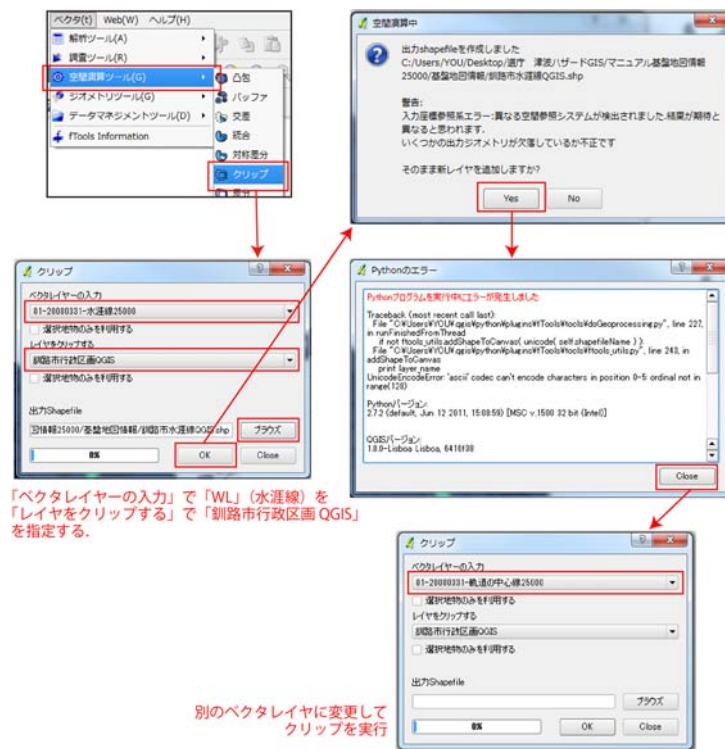 ベクタ(t) Web(W) ヘルプ(H)
解析ツール(A)
調査ツール(R)
空間演算ツール(G)
ジオメトリツール(G)
データマネジメントツール(D)
fTools Information
凸包
バッファ
交差
統合
対称差分
クリップ
差分
空間演算中
出力shapefileを作成しました
C:/Users/YOU/Desktop/道庁 津波ハザードGIS/マニュアル基盤地図情報
25000/基盤地図情報/釧路市水涯線QGIS.shp
警告:
入力座標参照系エラー:異なる空間参照システムが検出されました.結果が期待と
異なると思われます.
いくつかの出力ジオメトリが欠落しているか不正です
そのまま新レイヤを追加しますか?
Yes No
クリップ
ベクタレイヤーの入力
01-20080331-水涯線25000
選択地物のみを利用する
レイヤをクリップする
釧路市行政区画QGIS
選択地物のみを利用する
出力Shapefile
図情報25000/基盤地図情報/釧路市水涯線QGIS.shp ブラウズ
0% OK Close
「ベクタレイヤーの入力」で「WL」(水涯線)を
「レイヤをクリップする」で「釧路市行政区画 QGIS」
を指定する.
Pythonのエラー
Pythonプログラムを実行中にエラーが発生しました
Traceback (most recent call last):
File "C:¥Users¥YOU¥.qgis¥python¥plugins¥fTools¥tools¥doGeoprocessing.py", line 227,
in runFinishedFromThread
if not ftools_utils.addShapeToCanvas( unicode( self.shapefileName ) ):
File "C:¥Users¥YOU¥.qgis¥python¥plugins¥fTools¥tools¥ftools_utils.py", line 243, in
addShapeToCanvas
print layer_name
UnicodeEncodeError: 'ascii' codec can't encode characters in position 0-5: ordinal not in
range(128)
Pythonバージョン:
2.7.2 (default, Jun 12 2011, 15:08:59) [MSC v.1500 32 bit (Intel)]
QGISバージョン:
1.8.0-Lisboa Lisboa, 6416f38
Close
クリップ
ベクタレイヤーの入力
01-20080331-軌道の中心線25000
選択地物のみを利用する
レイヤをクリップする
釧路市行政区画QGIS
選択地物のみを利用する
出力Shapefile
ブラウズ
0% OK Close
別のベクタレイヤに変更して
クリップを実行